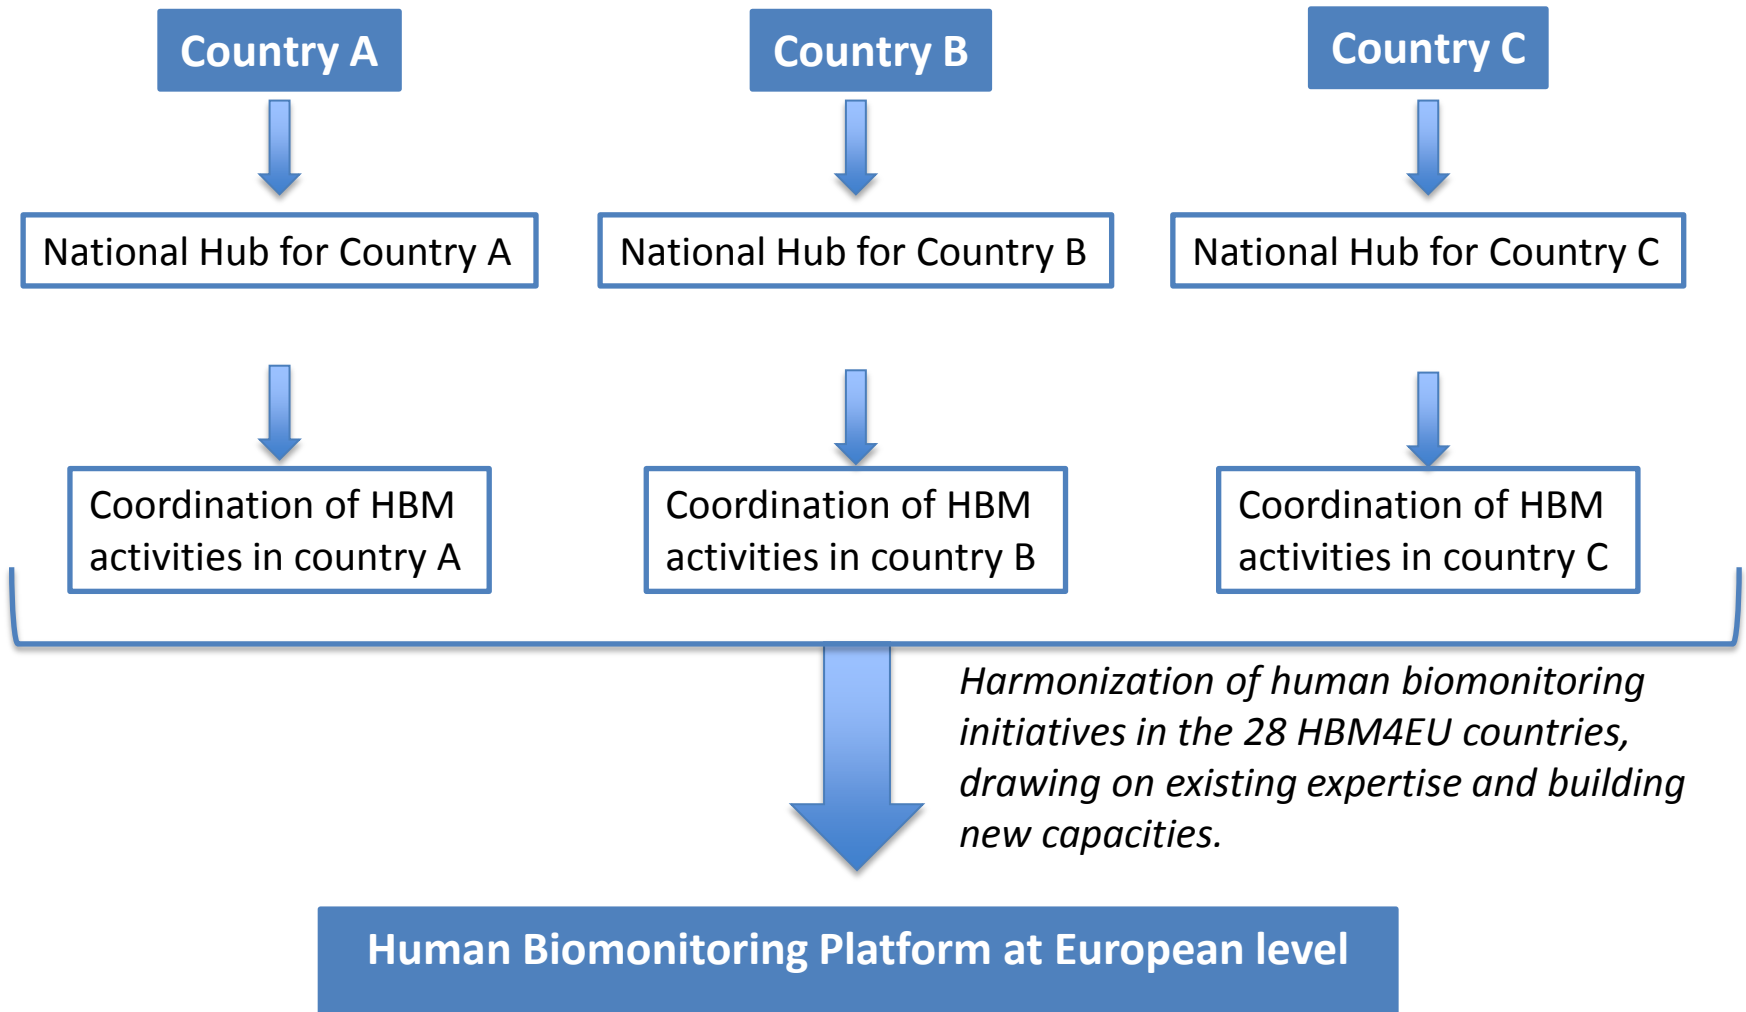 Country A
Country B
Country C
National Hub for Country A
National Hub for Country B
National Hub for Country C
Coordination of HBM
activities in country A
Coordination of HBM
activities in country B
Coordination of HBM
activities in country C
Harmonization of human biomonitoring
initiatives in the 28 HBM4EU countries,
drawing on existing expertise and building
new capacities.
Human Biomonitoring Platform at European level